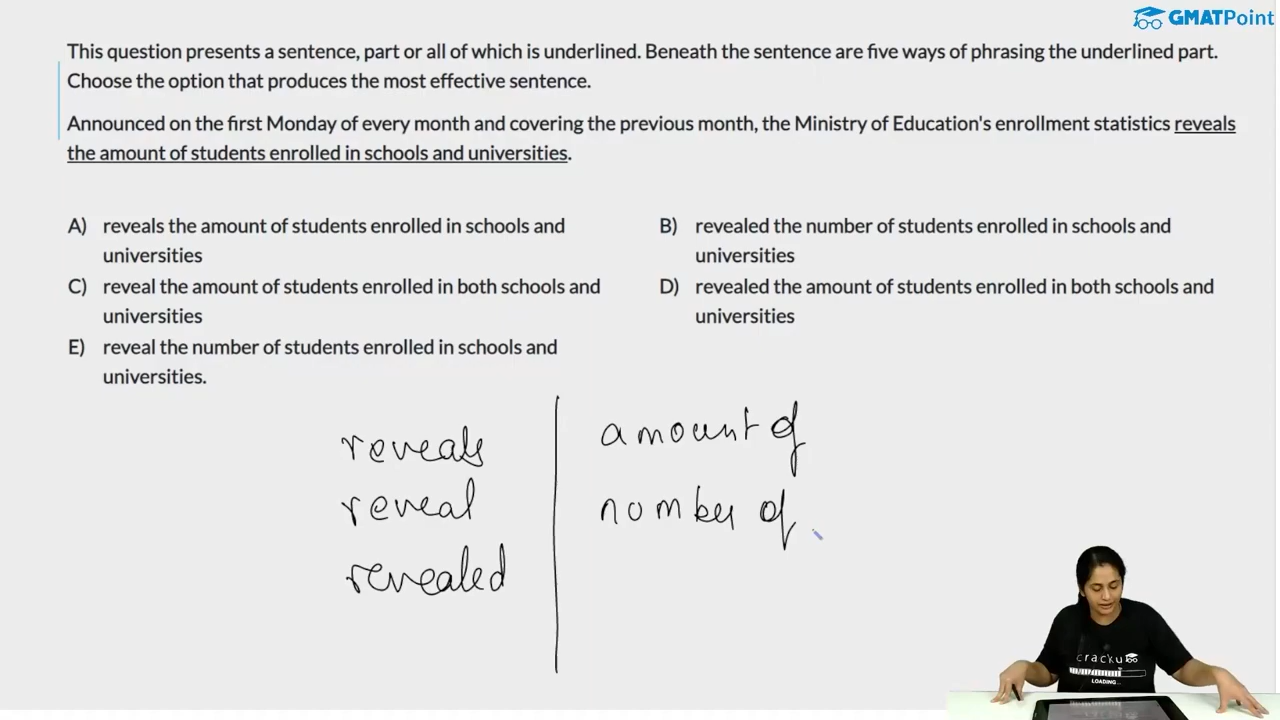 GMATPoint
This question presents a sentence, part or all of which is underlined. Beneath the sentence are five ways of phrasing the underlined part.
Choose the option that produces the most effective sentence.
Announced on the first Monday of every month and covering the previous month, the Ministry of Education's enrollment statistics reveals
the amount of students enrolled in schools and universities.
A) reveals the amount of students enrolled in schools and
universities
B) revealed the number of students enrolled in schools and
universities
C) reveal the amount of students enrolled in both schools and
universities
D) revealed the amount of students enrolled in both schools and
universities
E) reveal the number of students enrolled in schools and
universities.
reveals
reveal
revealed
amount of
number of
cracku
LOADING...